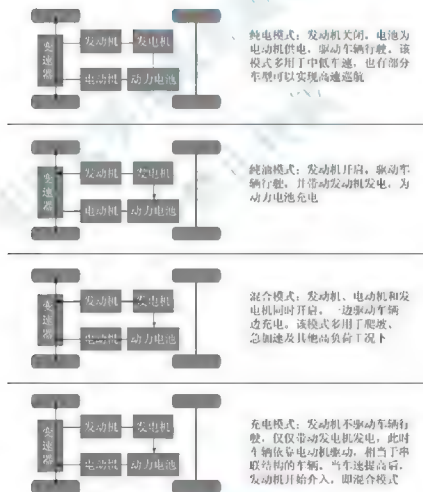 变速器
发动机
发电机
电动机
动力电池
纯电模式：发动机关闭，电池为
电动机供电，驱动车辆行驶。该
模式多用于中低车速，也有部分
车型可以实现高速巡航
变速器
发动机
发电机
电动机
动力电池
纯油模式：发动机开启，驱动车
辆行驶，并带动发动机发电，为
动力电池充电
变速器
发动机
发电机
电动机
动力电池
混合模式：发动机、电动机和发
电机同时开启，一边驱动车辆
边充电。该模式多用于爬坡、
急加速及其他高负荷工况下
变速器
发动机
发电机
电动机
动力电池
充电模式：发动机不驱动车辆行
驶，仅仅带动发电机发电，此时
车辆依靠电动机驱动，相当于串
联结构的车辆。当车速提高后，
发动机开始介入，即混合模式